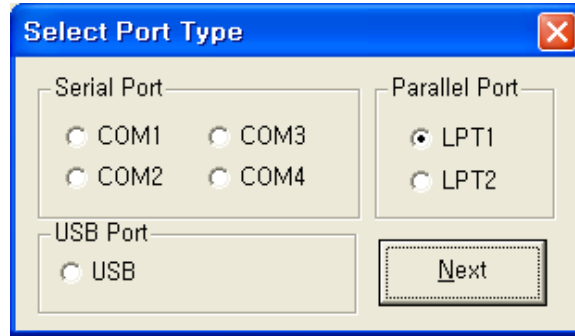 Select Port Type
Serial Port
COM1 COM3
COM2 COM4
Parallel Port
LPT1
LPT2
USB Port
USB
Next